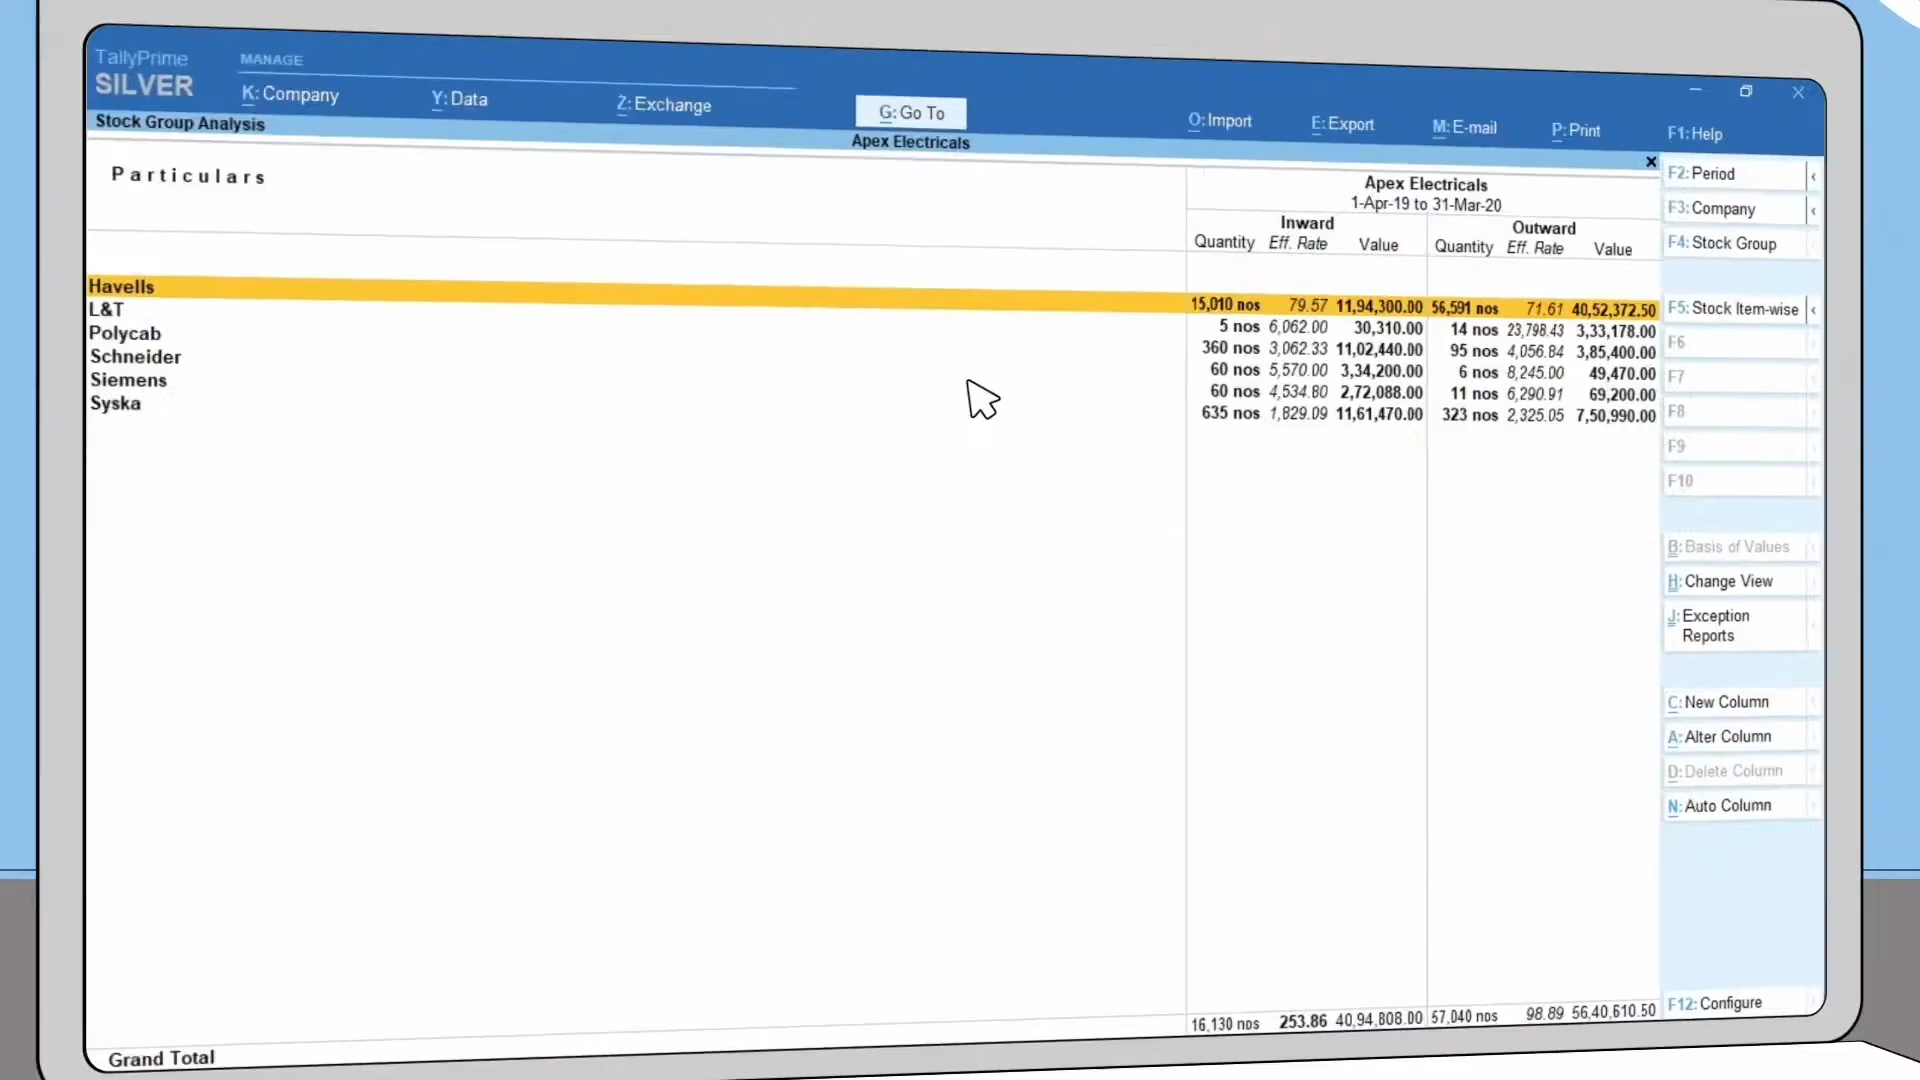 TallyPrime
SILVER
MANAGE
K: Company
Y: Data
Z: Exchange
G: Go To
O: Import
E: Export
M: E-mail
P: Print
F1: Help
Stock Group Analysis
Apex Electricals
Particulars
Apex Electricals
1-Apr-19 to 31-Mar-20
Inward
Outward
Quantity Eff. Rate Value Quantity Eff. Rate Value
Havells 15,010 nos 79.57 11,94,300.00 56,591 nos 71.61 40,52,372.50
L&T 5 nos 6,062.00 30,310.00 14 nos 23,798.43 3,33,178.00
Polycab 360 nos 3,062.33 11,02,440.00 95 nos 4,056.84 3,85,400.00
Schneider 60 nos 5,570.00 3,34,200.00 6 nos 8,245.00 49,470.00
Siemens 60 nos 4,534.80 2,72,088.00 11 nos 6,290.91 69,200.00
Syska 635 nos 1,829.09 11,61,470.00 323 nos 2,325.05 7,50,990.00
Grand Total 16,130 nos 253.86 40,94,808.00 57,040 nos 98.89 56,40,610.50
F2: Period
F3: Company
F4: Stock Group
F5: Stock Item-wise
F6
F7
F8
F9
F10
B: Basis of Values
H: Change View
J: Exception
Reports
C: New Column
A: Alter Column
D: Delete Column
N: Auto Column
F12: Configure